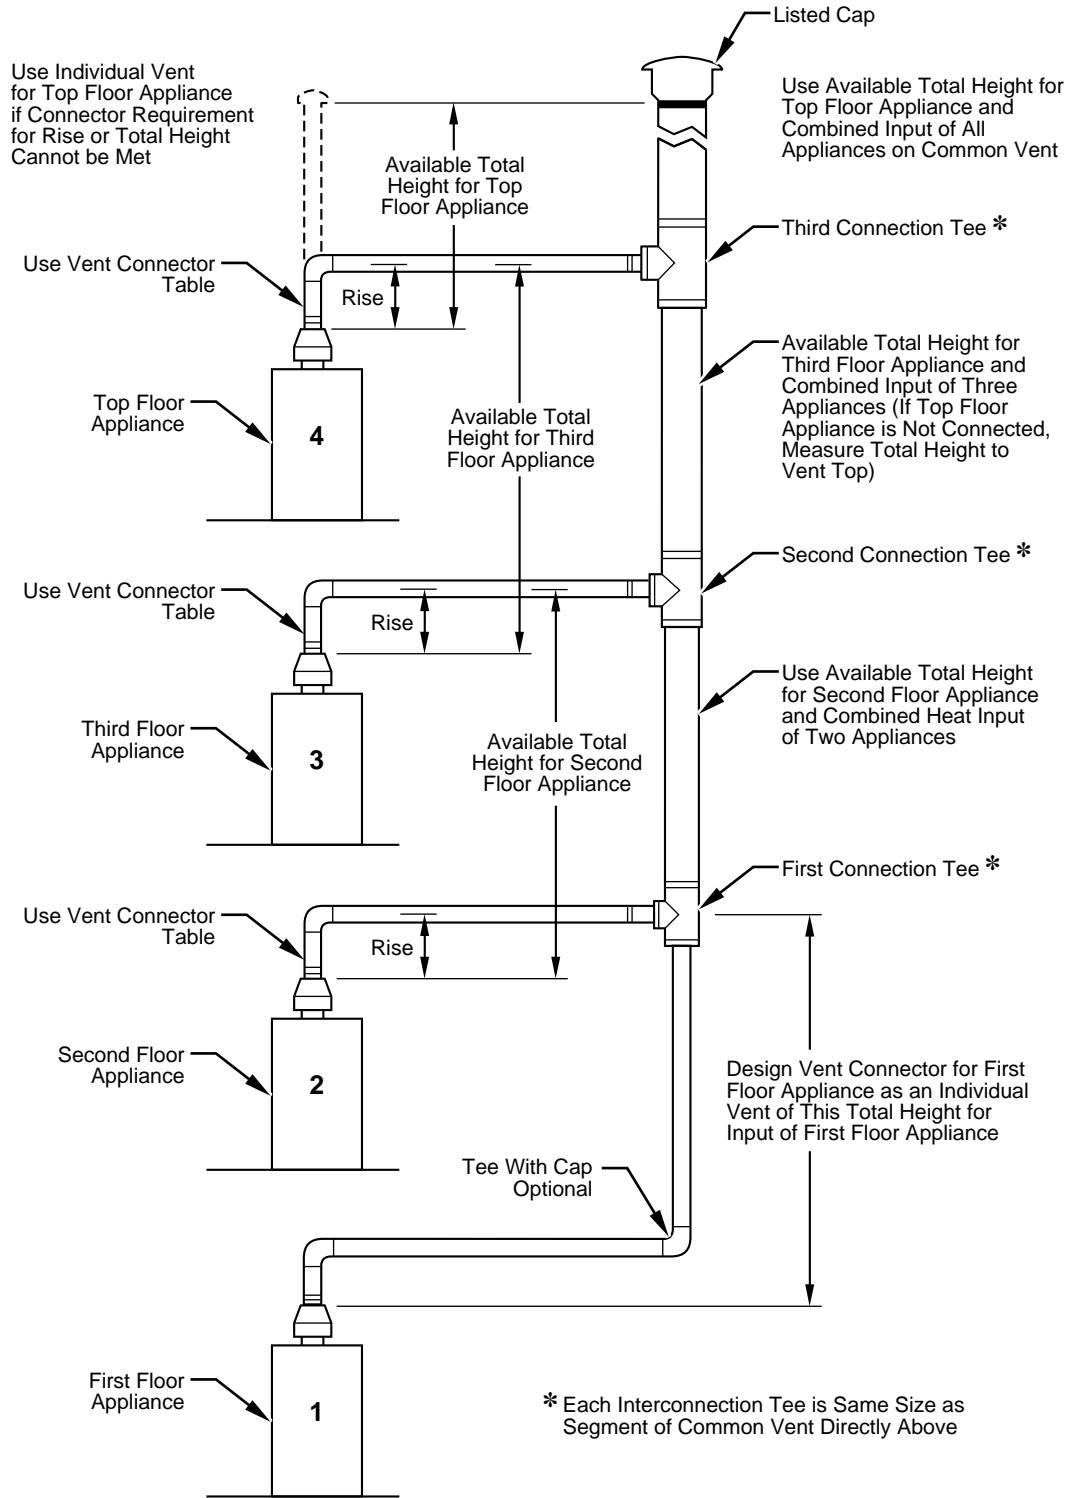 Listed Cap
Use Individual Vent
for Top Floor Appliance
if Connector Requirement
for Rise or Total Height
Cannot be Met
Use Available Total Height for
Top Floor Appliance and
Combined Input of All
Appliances on Common Vent
Available Total
Height for Top
Floor Appliance
Third Connection Tee *
Use Vent Connector
Table
Rise
Available Total Height for
Third Floor Appliance and
Combined Input of Three
Appliances (If Top Floor
Appliance is Not Connected,
Measure Total Height to
Vent Top)
Top Floor
Appliance
4
Available Total
Height for Third
Floor Appliance
Second Connection Tee *
Use Vent Connector
Table
Rise
Use Available Total Height
for Second Floor Appliance
and Combined Heat Input
of Two Appliances
Third Floor
Appliance
3
Available Total
Height for Second
Floor Appliance
First Connection Tee *
Use Vent Connector
Table
Rise
Second Floor
Appliance
2
Design Vent Connector for First
Floor Appliance as an Individual
Vent of This Total Height for
Input of First Floor Appliance
Tee With Cap
Optional
First Floor
Appliance
1
* Each Interconnection Tee is Same Size as
Segment of Common Vent Directly Above